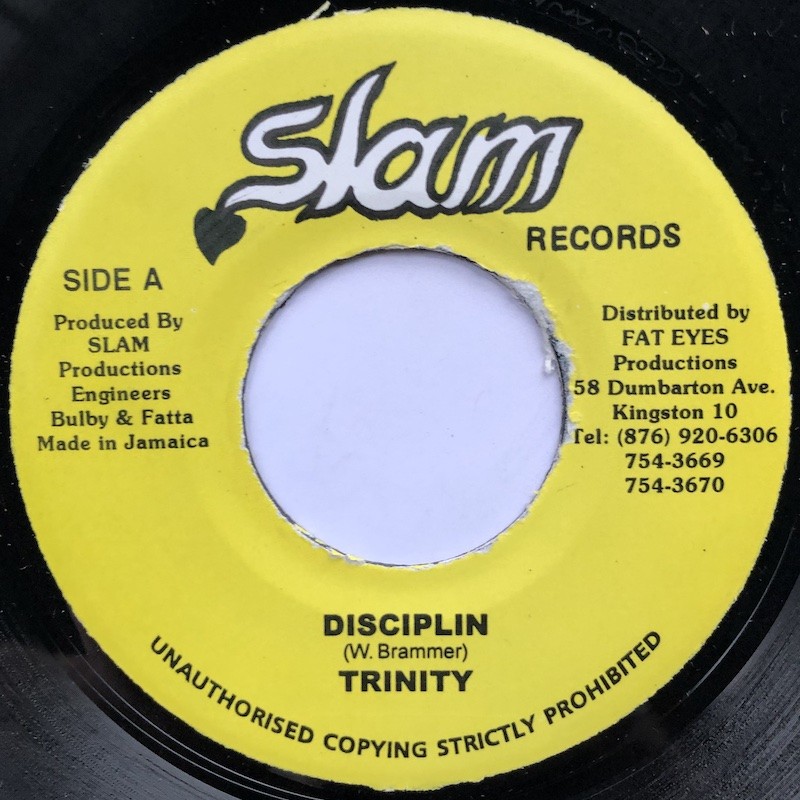 Slam
RECORDS
SIDE A
Produced By
SLAM
Productions
Engineers
Bulby & Fatta
Made in Jamaica
Distributed by
FAT EYES
Productions
58 Dumbarton Ave.
Kingston 10
Tel: (876) 920-6306
754-3669
754-3670
DISCIPLIN
(W. Brammer)
TRINITY
UNAUTHORISED COPYING STRICTLY PROHIBITED